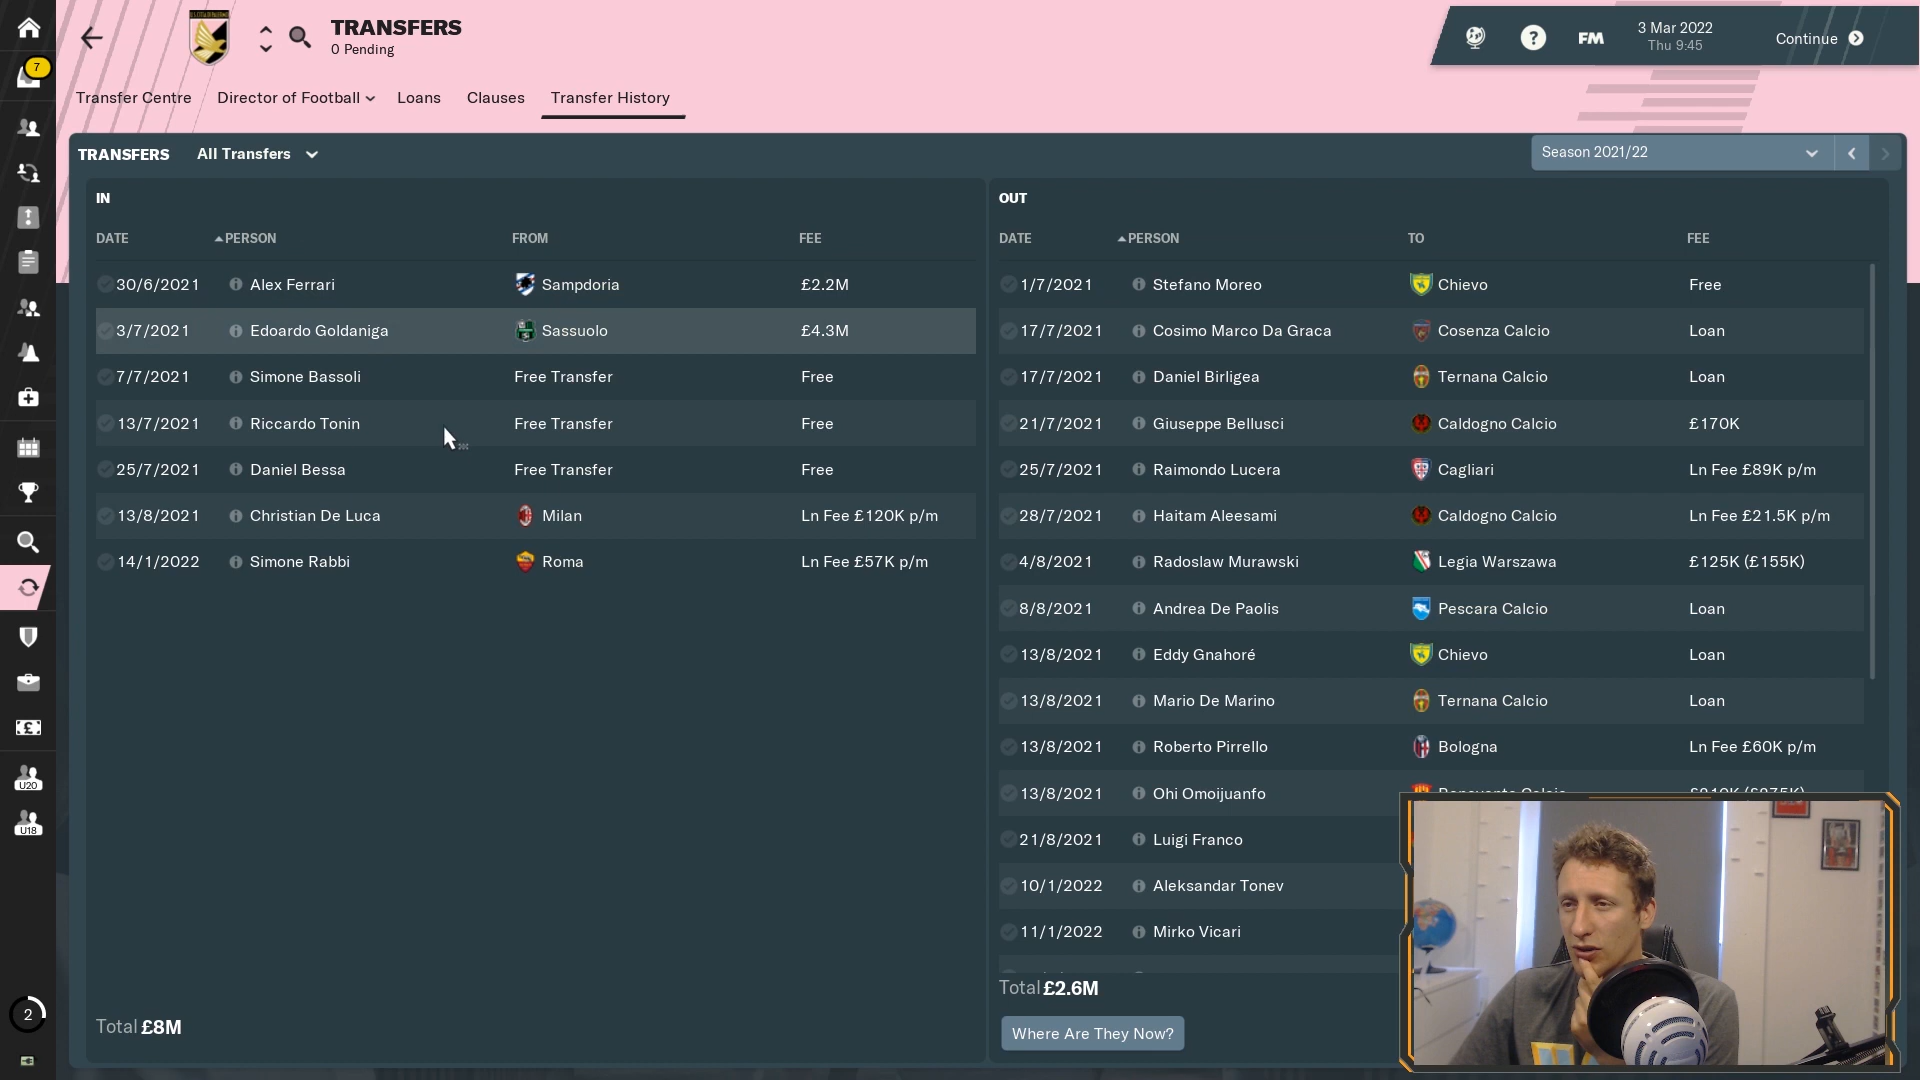 TRANSFERS
0 Pending
3 Mar 2022
Thu 9:45
FM
Continue
7
Transfer Centre
Director of Football
Loans
Clauses
Transfer History
TRANSFERS
All Transfers
Season 2021/22
IN
DATE PERSON FROM FEE
30/6/2021 Alex Ferrari Sampdoria £2.2M
3/7/2021 Edoardo Goldaniga Sassuolo £4.3M
7/7/2021 Simone Bassoli Free Transfer Free
13/7/2021 Riccardo Tonin Free Transfer Free
25/7/2021 Daniel Bessa Free Transfer Free
13/8/2021 Christian De Luca Milan Ln Fee £120K p/m
14/1/2022 Simone Rabbi Roma Ln Fee £57K p/m
Total £8M
OUT
DATE PERSON TO FEE
1/7/2021 Stefano Moreo Chievo Free
17/7/2021 Cosimo Marco Da Graca Cosenza Calcio Loan
17/7/2021 Daniel Birligea Ternana Calcio Loan
21/7/2021 Giuseppe Bellusci Caldogno Calcio £170K
25/7/2021 Raimondo Lucera Cagliari Ln Fee £89K p/m
28/7/2021 Haitam Aleesami Caldogno Calcio Ln Fee £21.5K p/m
4/8/2021 Radoslaw Murawski Legia Warszawa £125K (£155K)
8/8/2021 Andrea De Paolis Pescara Calcio Loan
13/8/2021 Eddy Gnahoré Chievo Loan
13/8/2021 Mario De Marino Ternana Calcio Loan
13/8/2021 Roberto Pirrello Bologna Ln Fee £60K p/m
13/8/2021 Ohi Omoijuanfo
21/8/2021 Luigi Franco
10/1/2022 Aleksandar Tonev
11/1/2022 Mirko Vicari
Total £2.6M
Where Are They Now?
U20
U18
2